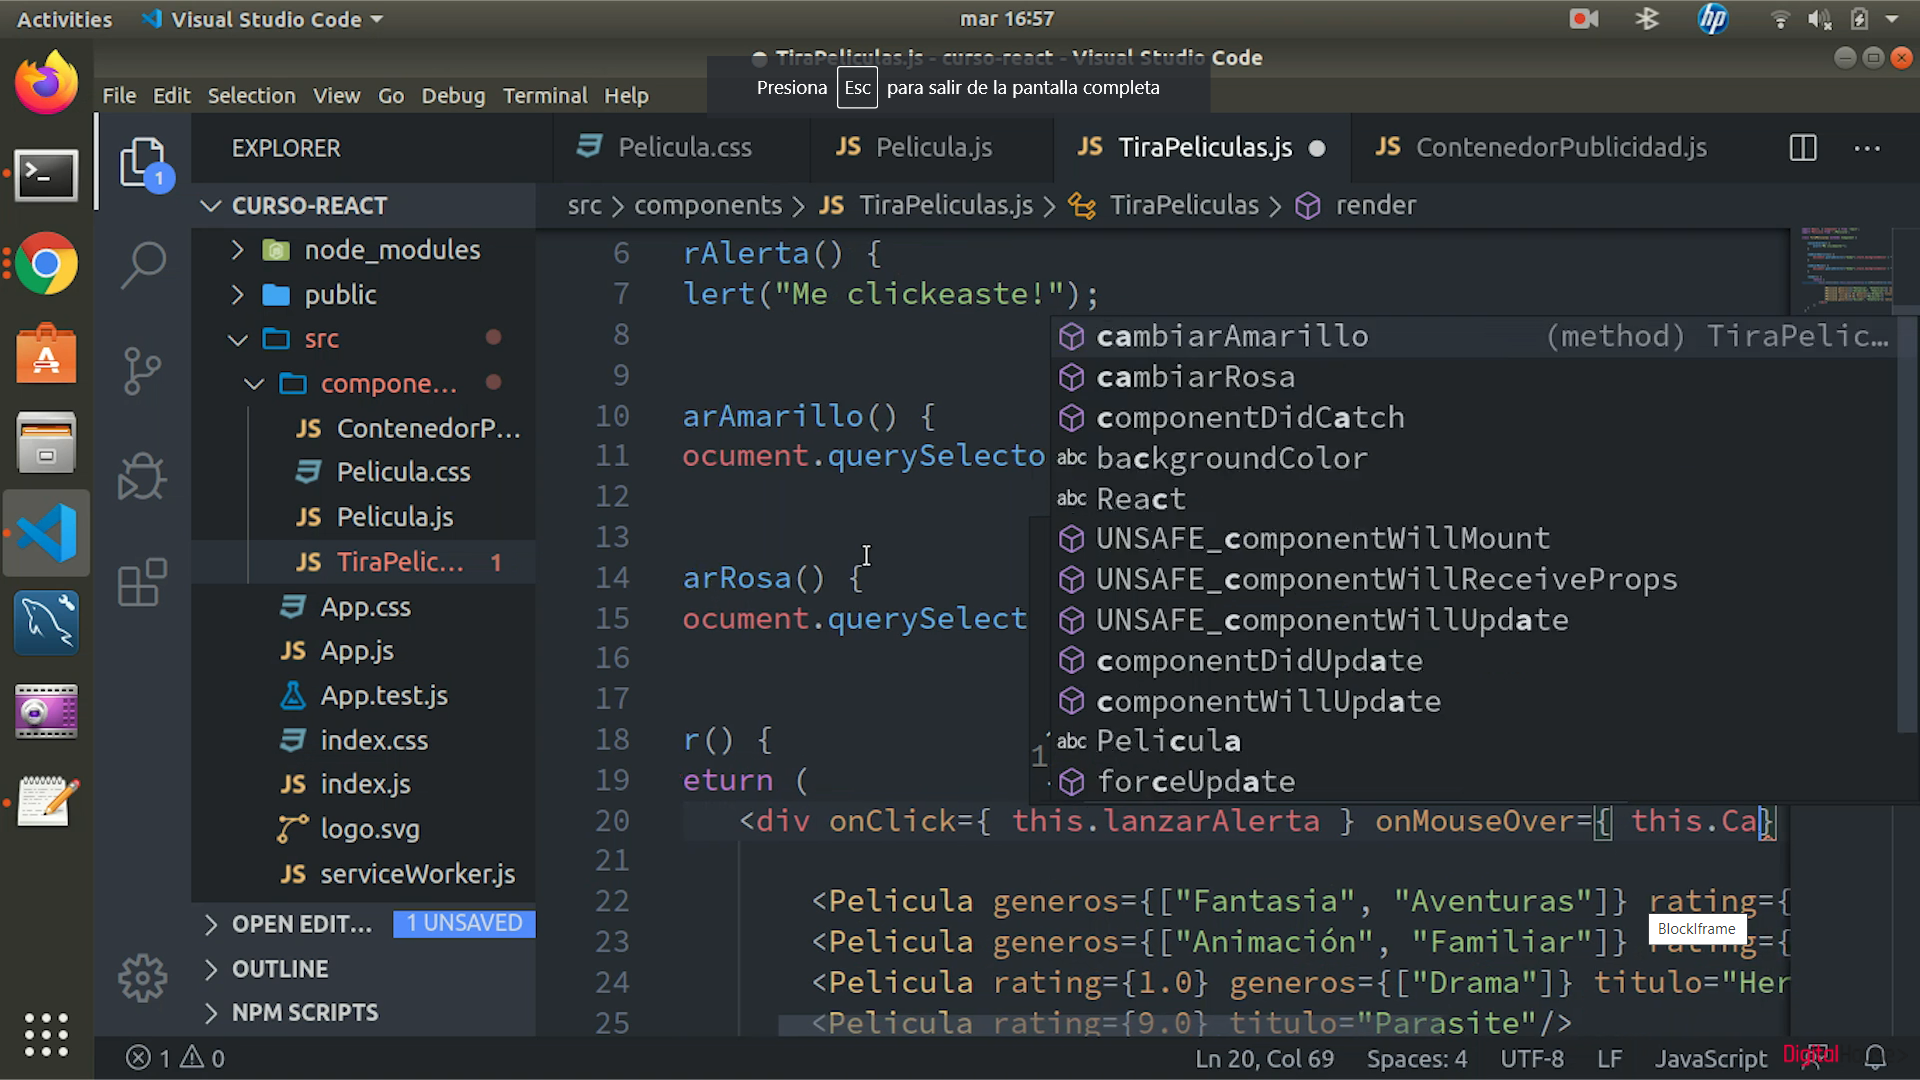 Activities
Visual Studio Code
mar 16:57
TiraPeliculas.js - curso-react - Visual Studio Code
Presiona Esc para salir de la pantalla completa
File Edit Selection View Go Debug Terminal Help
EXPLORER
Pelicula.css
JS Pelicula.js
JS TiraPeliculas.js
JS ContenedorPublicidad.js
1
CURSO-REACT
src > components > JS TiraPeliculas.js > TiraPeliculas > render
node_modules
public
src
compone...
JS ContenedorP...
Pelicula.css
JS Pelicula.js
JS TiraPelic... 1
App.css
JS App.js
App.test.js
index.css
JS index.js
logo.svg
JS serviceWorker.js
OPEN EDIT... 1 UNSAVED
OUTLINE
NPM SCRIPTS
6 rAlerta() {
7 lert("Me clickeaste!");
8
9
10 arAmarillo() {
11 ocument.querySelecto
12
13
14 arRosa() {
15 ocument.querySelect
16
17
18 r() {
19 eturn (
20 <div onClick={ this.lanzarAlerta } onMouseOver={ this.Ca}
21
22 <Pelicula generos={["Fantasia", "Aventuras"]} rating={
23 <Pelicula generos={["Animación", "Familiar"]} rating={
24 <Pelicula rating={1.0} generos={["Drama"]} titulo="Her
25 <Pelicula rating={9.0} titulo="Parasite"/>
cambiarAmarillo (method) TiraPelic...
cambiarRosa
componentDidCatch
abc backgroundColor
abc React
UNSAFE_componentWillMount
UNSAFE_componentWillReceiveProps
UNSAFE_componentWillUpdate
componentDidUpdate
componentWillUpdate
abc Pelicula
forceUpdate
BlockIframe
1 0
Ln 20, Col 69
Spaces: 4
UTF-8
LF
JavaScript